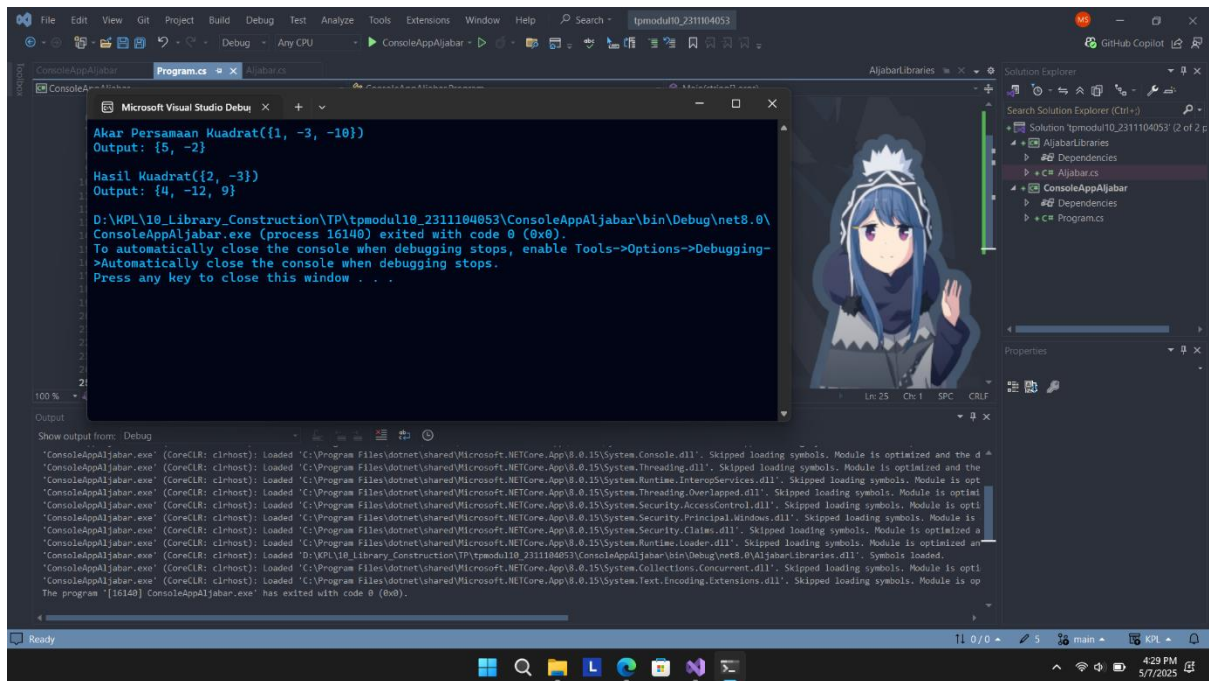 File Edit View Git Project Build Debug Test Analyze Tools Extensions Window Help Search tpmodul10_2311104053 MS
Debug Any CPU ConsoleAppAljabar GitHub Copilot
Toolbox
ConsoleAppAljabar Program.cs Aljabar.cs AljabarLibraries
Microsoft Visual Studio Debug
Akar Persamaan Kuadrat({1, -3, -10})
Output: {5, -2}
Hasil Kuadrat({2, -3})
Output: {4, -12, 9}
D:\KPL\10_Library_Construction\TP\tpmodul10_2311104053\ConsoleAppAljabar\bin\Debug\net8.0\
ConsoleAppAljabar.exe (process 16140) exited with code 0 (0x0).
To automatically close the console when debugging stops, enable Tools->Options->Debugging-
>Automatically close the console when debugging stops.
Press any key to close this window . . .
Solution Explorer
Search Solution Explorer (Ctrl+;)
Solution 'tpmodul10_2311104053' (2 of 2 p
AljabarLibraries
Dependencies
C# Aljabar.cs
ConsoleAppAljabar
Dependencies
C# Program.cs
Properties
100 % Ln: 25 Ch: 1 SPC CRLF
Output
Show output from: Debug
'ConsoleAppAljabar.exe' (CoreCLR: clrhost): Loaded 'C:\Program Files\dotnet\shared\Microsoft.NETCore.App\8.0.15\System.Console.dll'. Skipped loading symbols. Module is optimized and the d
'ConsoleAppAljabar.exe' (CoreCLR: clrhost): Loaded 'C:\Program Files\dotnet\shared\Microsoft.NETCore.App\8.0.15\System.Threading.dll'. Skipped loading symbols. Module is optimized and the
'ConsoleAppAljabar.exe' (CoreCLR: clrhost): Loaded 'C:\Program Files\dotnet\shared\Microsoft.NETCore.App\8.0.15\System.Runtime.InteropServices.dll'. Skipped loading symbols. Module is opt
'ConsoleAppAljabar.exe' (CoreCLR: clrhost): Loaded 'C:\Program Files\dotnet\shared\Microsoft.NETCore.App\8.0.15\System.Threading.Overlapped.dll'. Skipped loading symbols. Module is optimi
'ConsoleAppAljabar.exe' (CoreCLR: clrhost): Loaded 'C:\Program Files\dotnet\shared\Microsoft.NETCore.App\8.0.15\System.Security.AccessControl.dll'. Skipped loading symbols. Module is opti
'ConsoleAppAljabar.exe' (CoreCLR: clrhost): Loaded 'C:\Program Files\dotnet\shared\Microsoft.NETCore.App\8.0.15\System.Security.Principal.Windows.dll'. Skipped loading symbols. Module is
'ConsoleAppAljabar.exe' (CoreCLR: clrhost): Loaded 'C:\Program Files\dotnet\shared\Microsoft.NETCore.App\8.0.15\System.Security.Claims.dll'. Skipped loading symbols. Module is optimized a
'ConsoleAppAljabar.exe' (CoreCLR: clrhost): Loaded 'C:\Program Files\dotnet\shared\Microsoft.NETCore.App\8.0.15\System.Runtime.Loader.dll'. Skipped loading symbols. Module is optimized an
'ConsoleAppAljabar.exe' (CoreCLR: clrhost): Loaded 'D:\KPL\10_Library_Construction\TP\tpmodul10_2311104053\ConsoleAppAljabar\bin\Debug\net8.0\AljabarLibraries.dll'. Symbols loaded.
'ConsoleAppAljabar.exe' (CoreCLR: clrhost): Loaded 'C:\Program Files\dotnet\shared\Microsoft.NETCore.App\8.0.15\System.Collections.Concurrent.dll'. Skipped loading symbols. Module is opti
'ConsoleAppAljabar.exe' (CoreCLR: clrhost): Loaded 'C:\Program Files\dotnet\shared\Microsoft.NETCore.App\8.0.15\System.Text.Encoding.Extensions.dll'. Skipped loading symbols. Module is op
The program '[16140] ConsoleAppAljabar.exe' has exited with code 0 (0x0).
Ready 0 / 0 5 main KPL
4:29 PM
5/7/2025